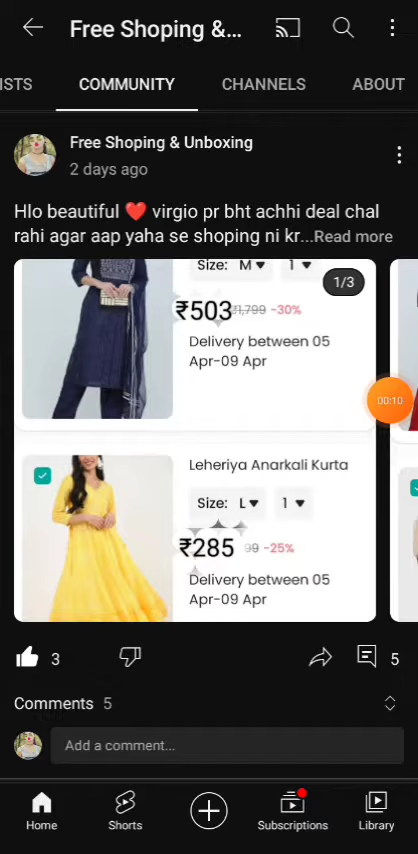 Free Shoping &...
ISTS COMMUNITY CHANNELS ABOUT
Free Shoping & Unboxing
2 days ago
Hlo beautiful ❤️ virgio pr bht achhi deal chal
rahi agar aap yaha se shoping ni kr...Read more
Size: M 1
1/3
₹503 ₹1,799 -30%
Delivery between 05
Apr-09 Apr
00:10
Leheriya Anarkali Kurta
Size: L 1
₹285 99 -25%
Delivery between 05
Apr-09 Apr
3 5
Comments 5
Add a comment...
Home Shorts Subscriptions Library